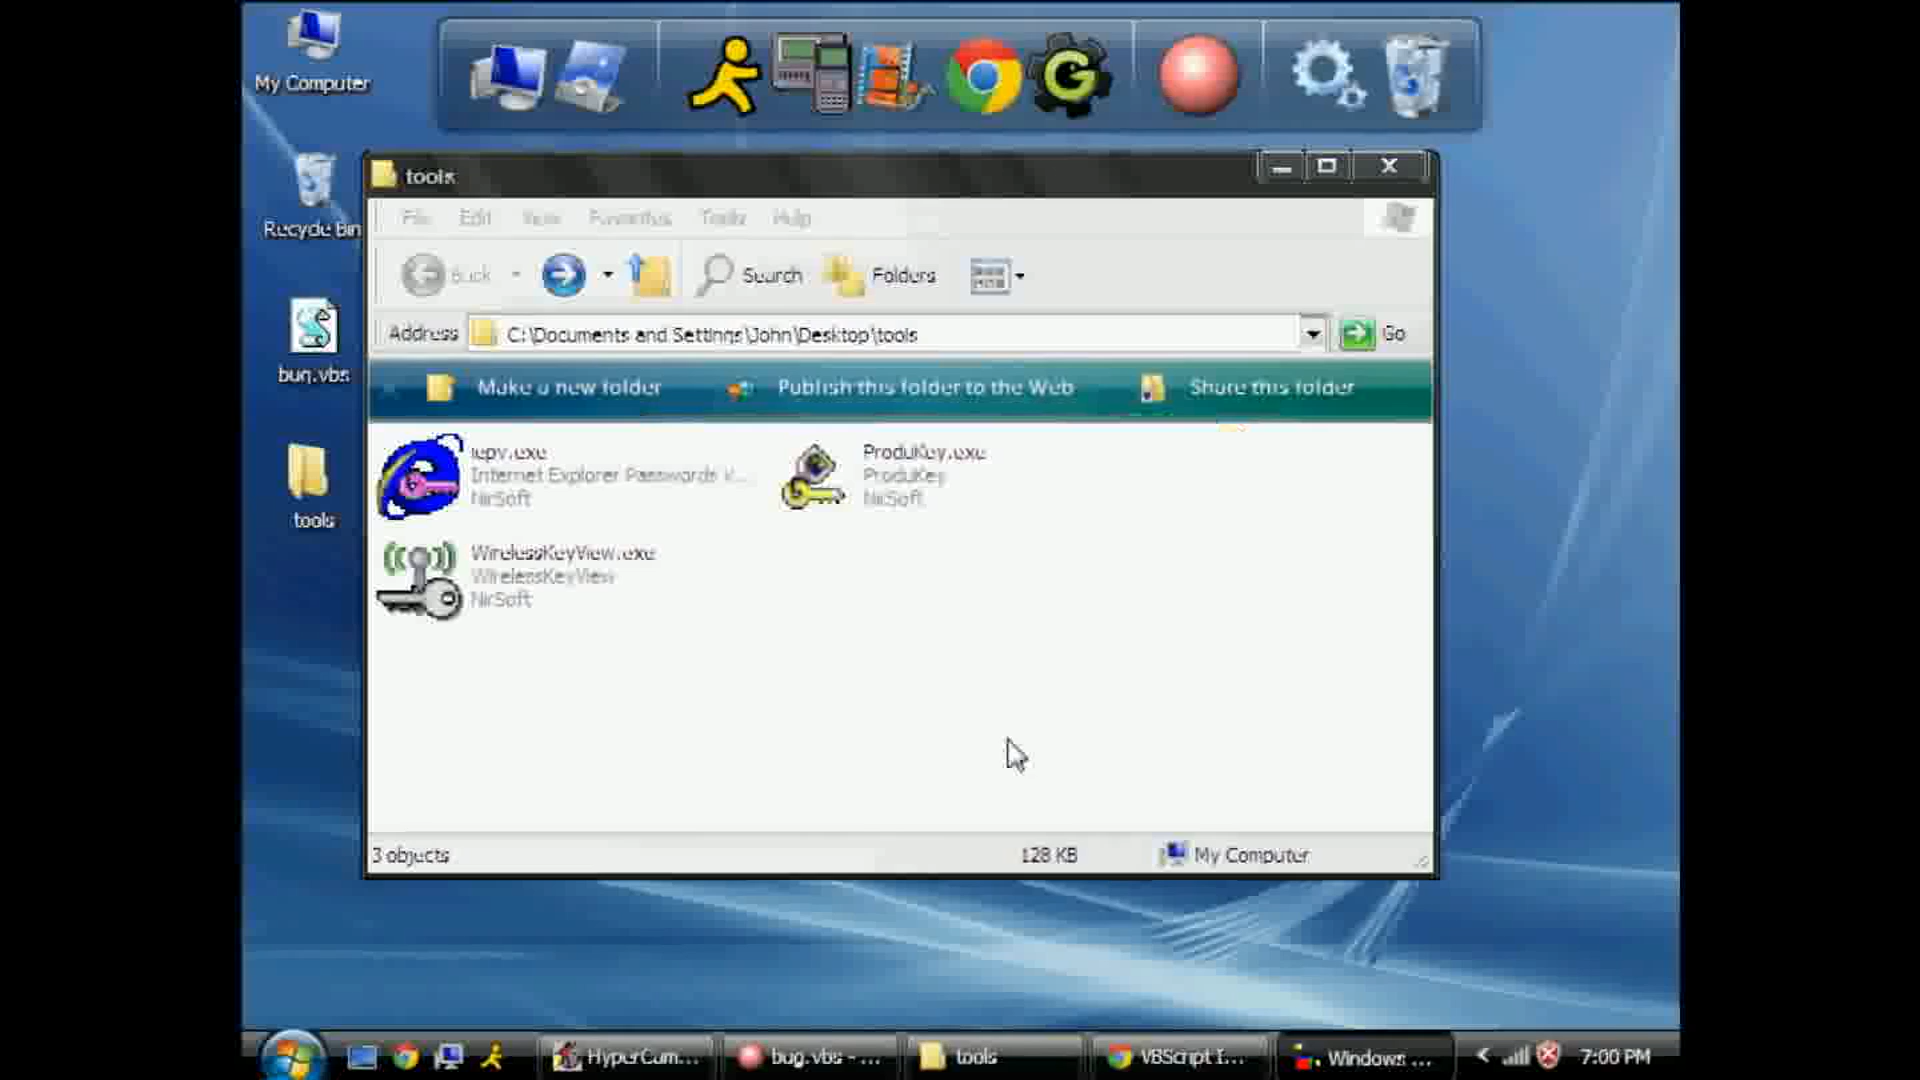 My Computer
Recycle Bin
bug.vbs
tools
tools
File Edit View Favorites Tools Help
Back Search Folders
Address C:\Documents and Settings\John\Desktop\tools Go
Make a new folder Publish this folder to the Web Share this folder
iepv.exe
Internet Explorer Passwords V...
NirSoft
ProduKey.exe
ProduKey
NirSoft
WirelessKeyView.exe
WirelessKeyView
NirSoft
3 objects 128 KB My Computer
HyperCam... bug.vbs - ... tools VBScript I... Windows ... 7:00 PM